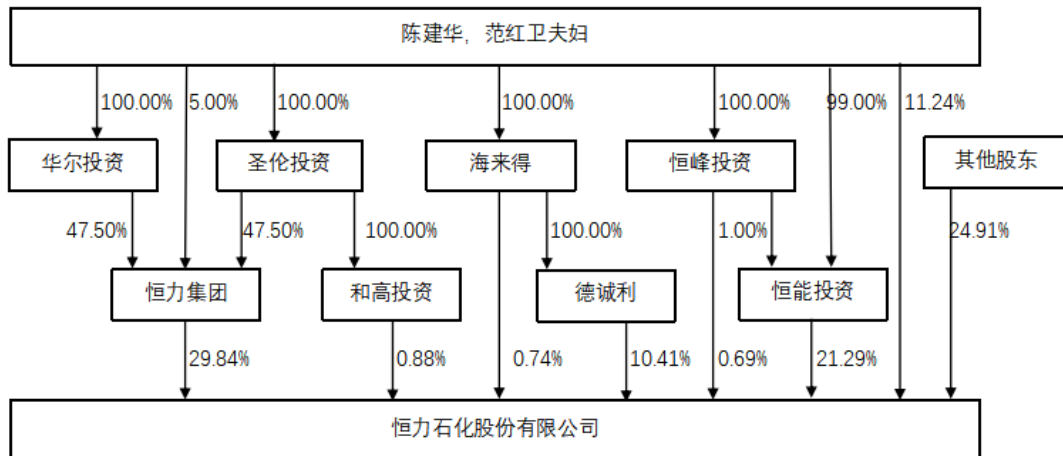 陈建华，范红卫夫妇
100.00% 5.00% 100.00% 100.00% 100.00% 99.00% 11.24%
华尔投资 圣伦投资 海来得 恒峰投资 其他股东
47.50% 47.50% 100.00% 100.00% 1.00% 24.91%
恒力集团 和高投资 德诚利 恒能投资
29.84% 0.88% 0.74% 10.41% 0.69% 21.29%
恒力石化股份有限公司